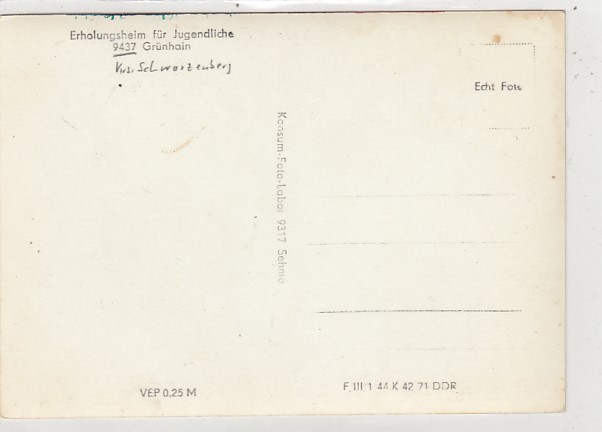 Erholungsheim für Jugendliche
9437 Grünhain
Krs. Schwarzenberg
Echt Foto
Konsum-Foto-Labor 9317 Sehma
VEP 0,25 M
F III 1 44 K 42 71 DDR